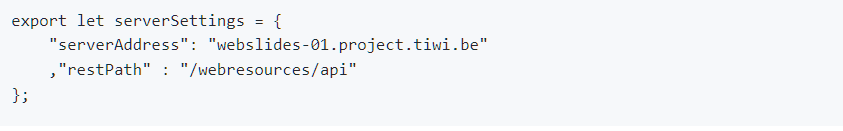 export let serverSettings = {
    "serverAddress": "webslides-01.project.tiwi.be"
    ,"restPath" : "/webresources/api"
};